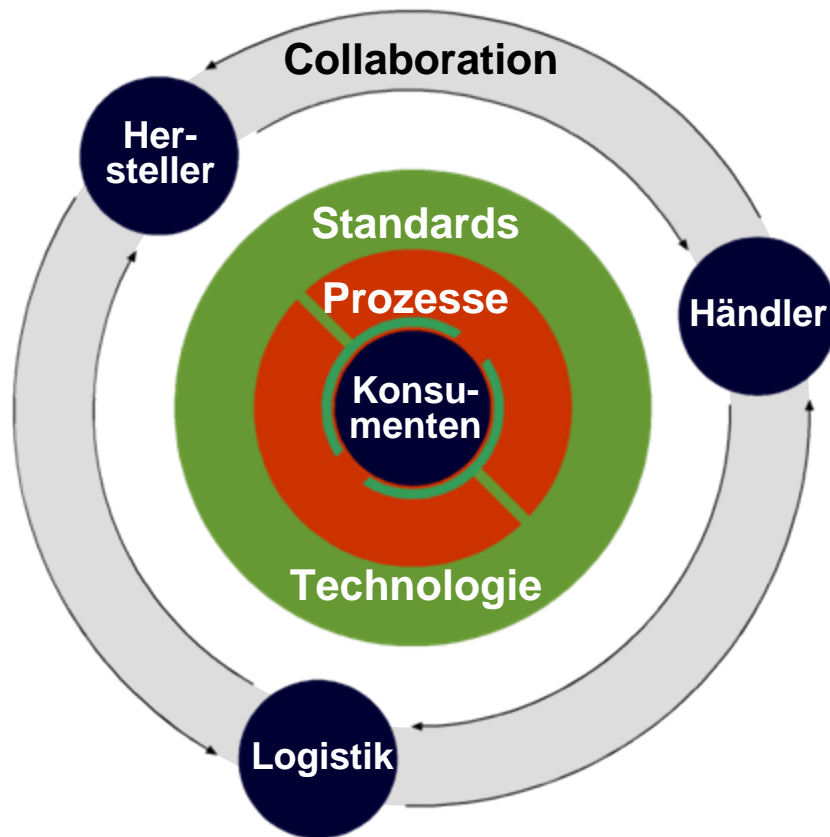 Collaboration
Her-
steller
Standards
Prozesse
Händler
Konsu-
menten
Technologie
Logistik